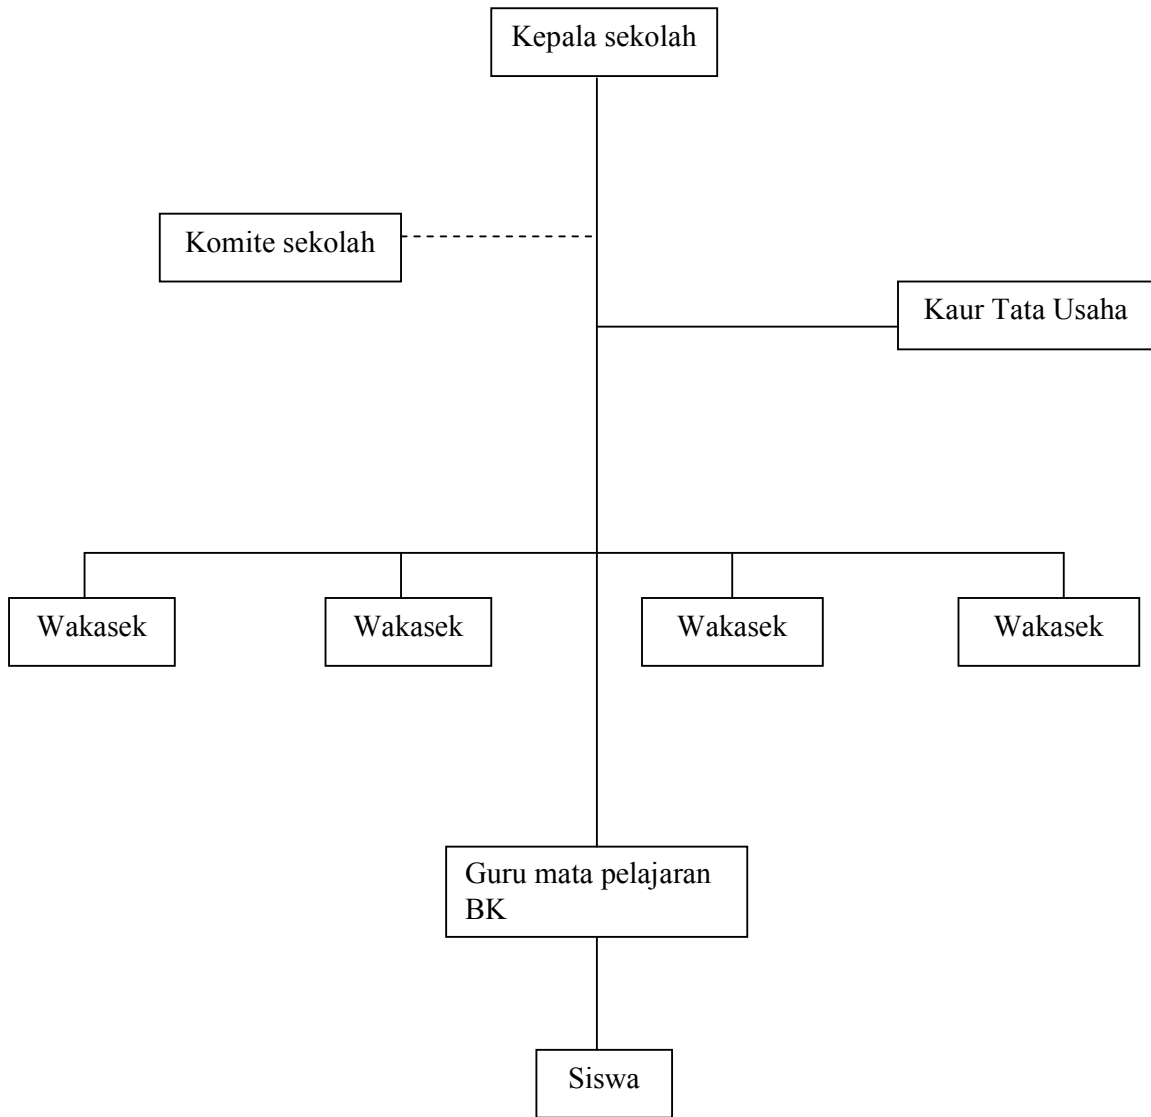 Kepala sekolah
Komite sekolah
Kaur Tata Usaha
Wakasek
Wakasek
Wakasek
Wakasek
Guru mata pelajaran
BK
Siswa